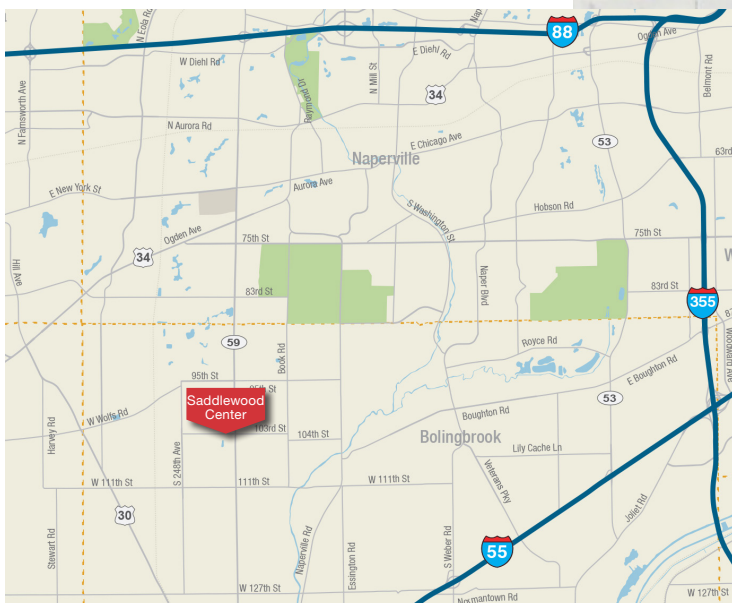 N Eola Rd
88
Ogden Ave
W Diehl Rd
E Diehl Rd
Belmont Rd
N Farnsworth Ave
Raymond Dr
N Mill St
34
N Aurora Rd
E Chicago Ave
53
Naperville
63rd
E New York St
Aurora Ave
S Washington St
Hobson Rd
Ogden Ave
75th St
75th St
34
Hill Ave
Naper Blvd
83rd St
83rd St
355
59
Book Rd
Royce Rd
Woodward Ave
95th St
95th St
E Boughton Rd
Saddlewood
Center
53
W Wolfs Rd
Boughton Rd
103rd St
104th St
Bolingbrook
Harvey Rd
S 248th Ave
Lily Cache Ln
W 111th St
111th St
W 111th St
Veterans Pky
30
Joliet Rd
Stewart Rd
Naperville Rd
Essington Rd
S Weber Rd
55
W 127th St
Normantown Rd
W 127th St